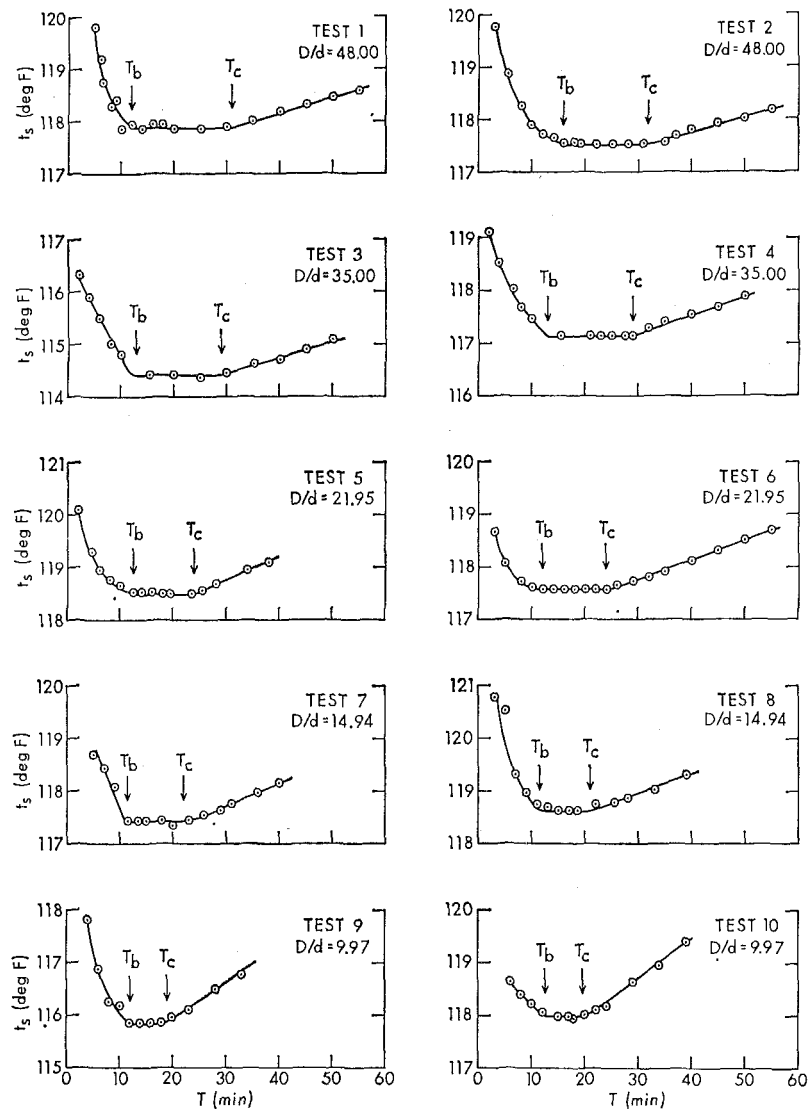 TEST 1
D/d=48.00
t_s (deg F)
120
119
118
117
T_b
T_c
TEST 2
D/d=48.00
120
119
118
117
T_b
T_c
TEST 3
D/d=35.00
t_s (deg F)
117
116
115
114
T_b
T_c
TEST 4
D/d=35.00
119
118
117
116
T_b
T_c
TEST 5
D/d=21.95
t_s (deg F)
121
120
119
118
T_b
T_c
TEST 6
D/d=21.95
120
119
118
117
T_b
T_c
TEST 7
D/d=14.94
t_s (deg F)
120
119
118
117
T_b
T_c
TEST 8
D/d=14.94
121
120
119
118
T_b
T_c
TEST 9
D/d=9.97
t_s (deg F)
118
117
116
115
T_b
T_c
0 10 20 30 40 50 60
T (min)
TEST 10
D/d=9.97
120
119
118
117
T_b
T_c
0 10 20 30 40 50 60
T (min)